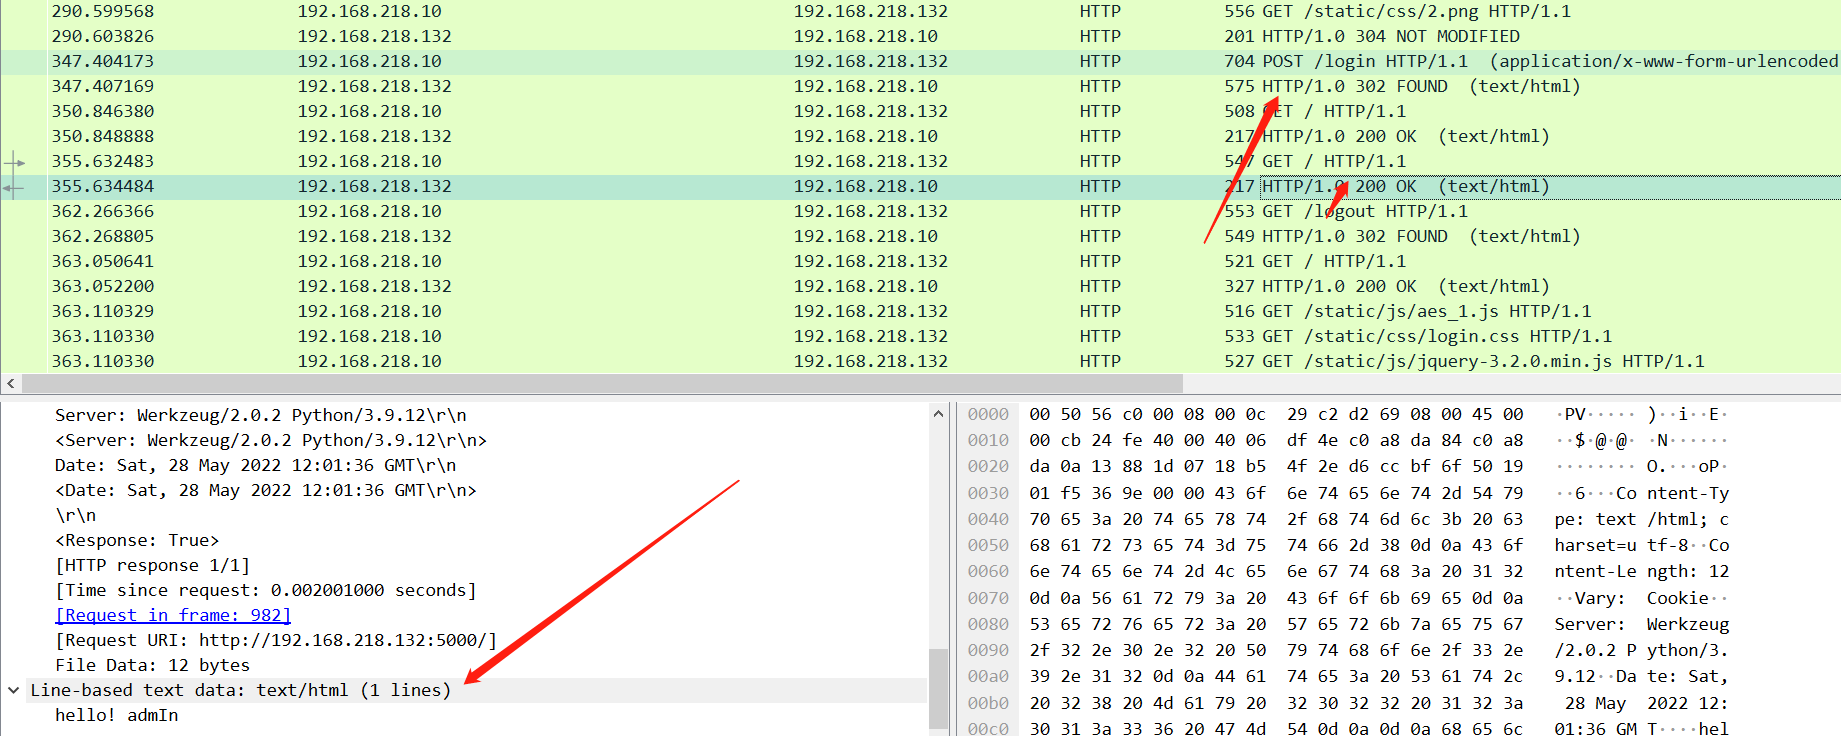 290.599568 192.168.218.10 192.168.218.132 HTTP 556 GET /static/css/2.png HTTP/1.1
290.603826 192.168.218.132 192.168.218.10 HTTP 201 HTTP/1.0 304 NOT MODIFIED
347.404173 192.168.218.10 192.168.218.132 HTTP 704 POST /login HTTP/1.1 (application/x-www-form-urlencoded
347.407169 192.168.218.132 192.168.218.10 HTTP 575 HTTP/1.0 302 FOUND (text/html)
350.846380 192.168.218.10 192.168.218.132 HTTP 508 GET / HTTP/1.1
350.848888 192.168.218.132 192.168.218.10 HTTP 217 HTTP/1.0 200 OK (text/html)
355.632483 192.168.218.10 192.168.218.132 HTTP 547 GET / HTTP/1.1
355.634484 192.168.218.132 192.168.218.10 HTTP 217 HTTP/1.0 200 OK (text/html)
362.266366 192.168.218.10 192.168.218.132 HTTP 553 GET /logout HTTP/1.1
362.268805 192.168.218.132 192.168.218.10 HTTP 549 HTTP/1.0 302 FOUND (text/html)
363.050641 192.168.218.10 192.168.218.132 HTTP 521 GET / HTTP/1.1
363.052200 192.168.218.132 192.168.218.10 HTTP 327 HTTP/1.0 200 OK (text/html)
363.110329 192.168.218.10 192.168.218.132 HTTP 516 GET /static/js/aes_1.js HTTP/1.1
363.110330 192.168.218.10 192.168.218.132 HTTP 533 GET /static/css/login.css HTTP/1.1
363.110330 192.168.218.10 192.168.218.132 HTTP 527 GET /static/js/jquery-3.2.0.min.js HTTP/1.1
Server: Werkzeug/2.0.2 Python/3.9.12\r\n
<Server: Werkzeug/2.0.2 Python/3.9.12\r\n>
Date: Sat, 28 May 2022 12:01:36 GMT\r\n
<Date: Sat, 28 May 2022 12:01:36 GMT\r\n>
\r\n
<Response: True>
[HTTP response 1/1]
[Time since request: 0.002001000 seconds]
[Request in frame: 982]
[Request URI: http://192.168.218.132:5000/]
File Data: 12 bytes
Line-based text data: text/html (1 lines)
hello! admIn
0000 00 50 56 c0 00 08 00 0c 29 c2 d2 69 08 00 45 00 ·PV····· )··i··E·
0010 00 cb 24 fe 40 00 40 06 df 4e c0 a8 da 84 c0 a8 ··$·@·@· ·N······
0020 da 0a 13 88 1d 07 18 b5 4f 2e d6 cc bf 6f 50 19 ········ O.···oP·
0030 01 f5 36 9e 00 00 43 6f 6e 74 65 6e 74 2d 54 79 ··6···Co ntent-Ty
0040 70 65 3a 20 74 65 78 74 2f 68 74 6d 6c 3b 20 63 pe: text /html; c
0050 68 61 72 73 65 74 3d 75 74 66 2d 38 0d 0a 43 6f harset=u tf-8··Co
0060 6e 74 65 6e 74 2d 4c 65 6e 67 74 68 3a 20 31 32 ntent-Le ngth: 12
0070 0d 0a 56 61 72 79 3a 20 43 6f 6f 6b 69 65 0d 0a ··Vary: Cookie··
0080 53 65 72 76 65 72 3a 20 57 65 72 6b 7a 65 75 67 Server: Werkzeug
0090 2f 32 2e 30 2e 32 20 50 79 74 68 6f 6e 2f 33 2e /2.0.2 P ython/3.
00a0 39 2e 31 32 0d 0a 44 61 74 65 3a 20 53 61 74 2c 9.12··Da te: Sat,
00b0 20 32 38 20 4d 61 79 20 32 30 32 32 20 31 32 3a 28 May 2022 12:
00c0 30 31 3a 33 36 20 47 4d 54 0d 0a 0d 0a 68 65 6c 01:36 GM T····hel